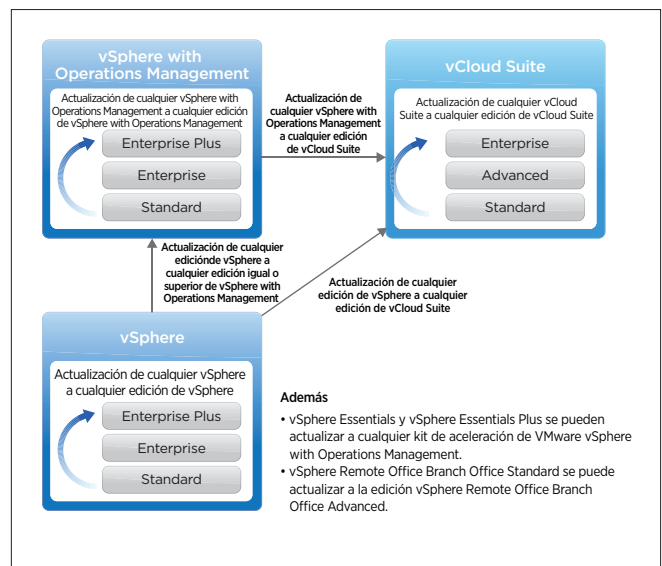 vSphere with
Operations Management
Actualización de cualquier vSphere with
Operations Management a cualquier edición
de vSphere with Operations Management
Enterprise Plus
Enterprise
Standard
Actualización de
cualquier vSphere with
Operations Management
a cualquier edición
de vCloud Suite
vCloud Suite
Actualización de cualquier vCloud
Suite a cualquier edición de vCloud Suite
Enterprise
Advanced
Standard
Actualización de cualquier
ediciónde vSphere a
cualquier edición igual o
superior de vSphere with
Operations Management
Actualización de cualquier
edición de vSphere a cualquier
edición de vCloud Suite
vSphere
Actualización de cualquier vSphere
a cualquier edición de vSphere
Enterprise Plus
Enterprise
Standard
Además
• vSphere Essentials y vSphere Essentials Plus se pueden
actualizar a cualquier kit de aceleración de VMware vSphere
with Operations Management.
• vSphere Remote Office Branch Office Standard se puede
actualizar a la edición vSphere Remote Office Branch
Office Advanced.